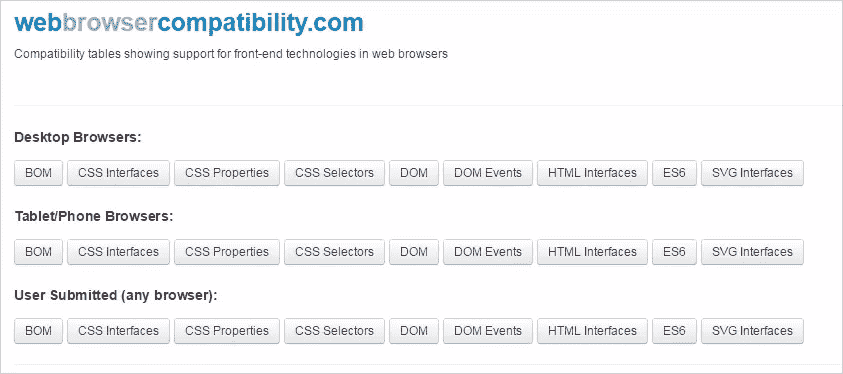 webbrowsercompatibility.com
Compatibility tables showing support for front-end technologies in web browsers
Desktop Browsers:
BOM CSS Interfaces CSS Properties CSS Selectors DOM DOM Events HTML Interfaces ES6 SVG Interfaces
Tablet/Phone Browsers:
BOM CSS Interfaces CSS Properties CSS Selectors DOM DOM Events HTML Interfaces ES6 SVG Interfaces
User Submitted (any browser):
BOM CSS Interfaces CSS Properties CSS Selectors DOM DOM Events HTML Interfaces ES6 SVG Interfaces